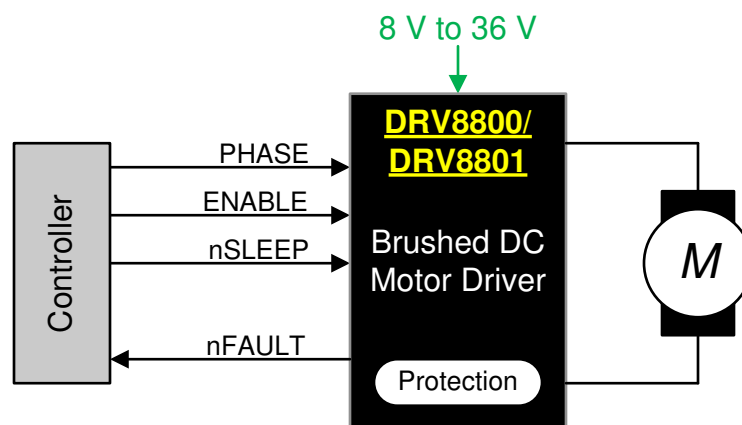 8 V to 36 V
DRV8800/
DRV8801
PHASE
ENABLE
nSLEEP
nFAULT
Controller
Brushed DC
Motor Driver
Protection
M